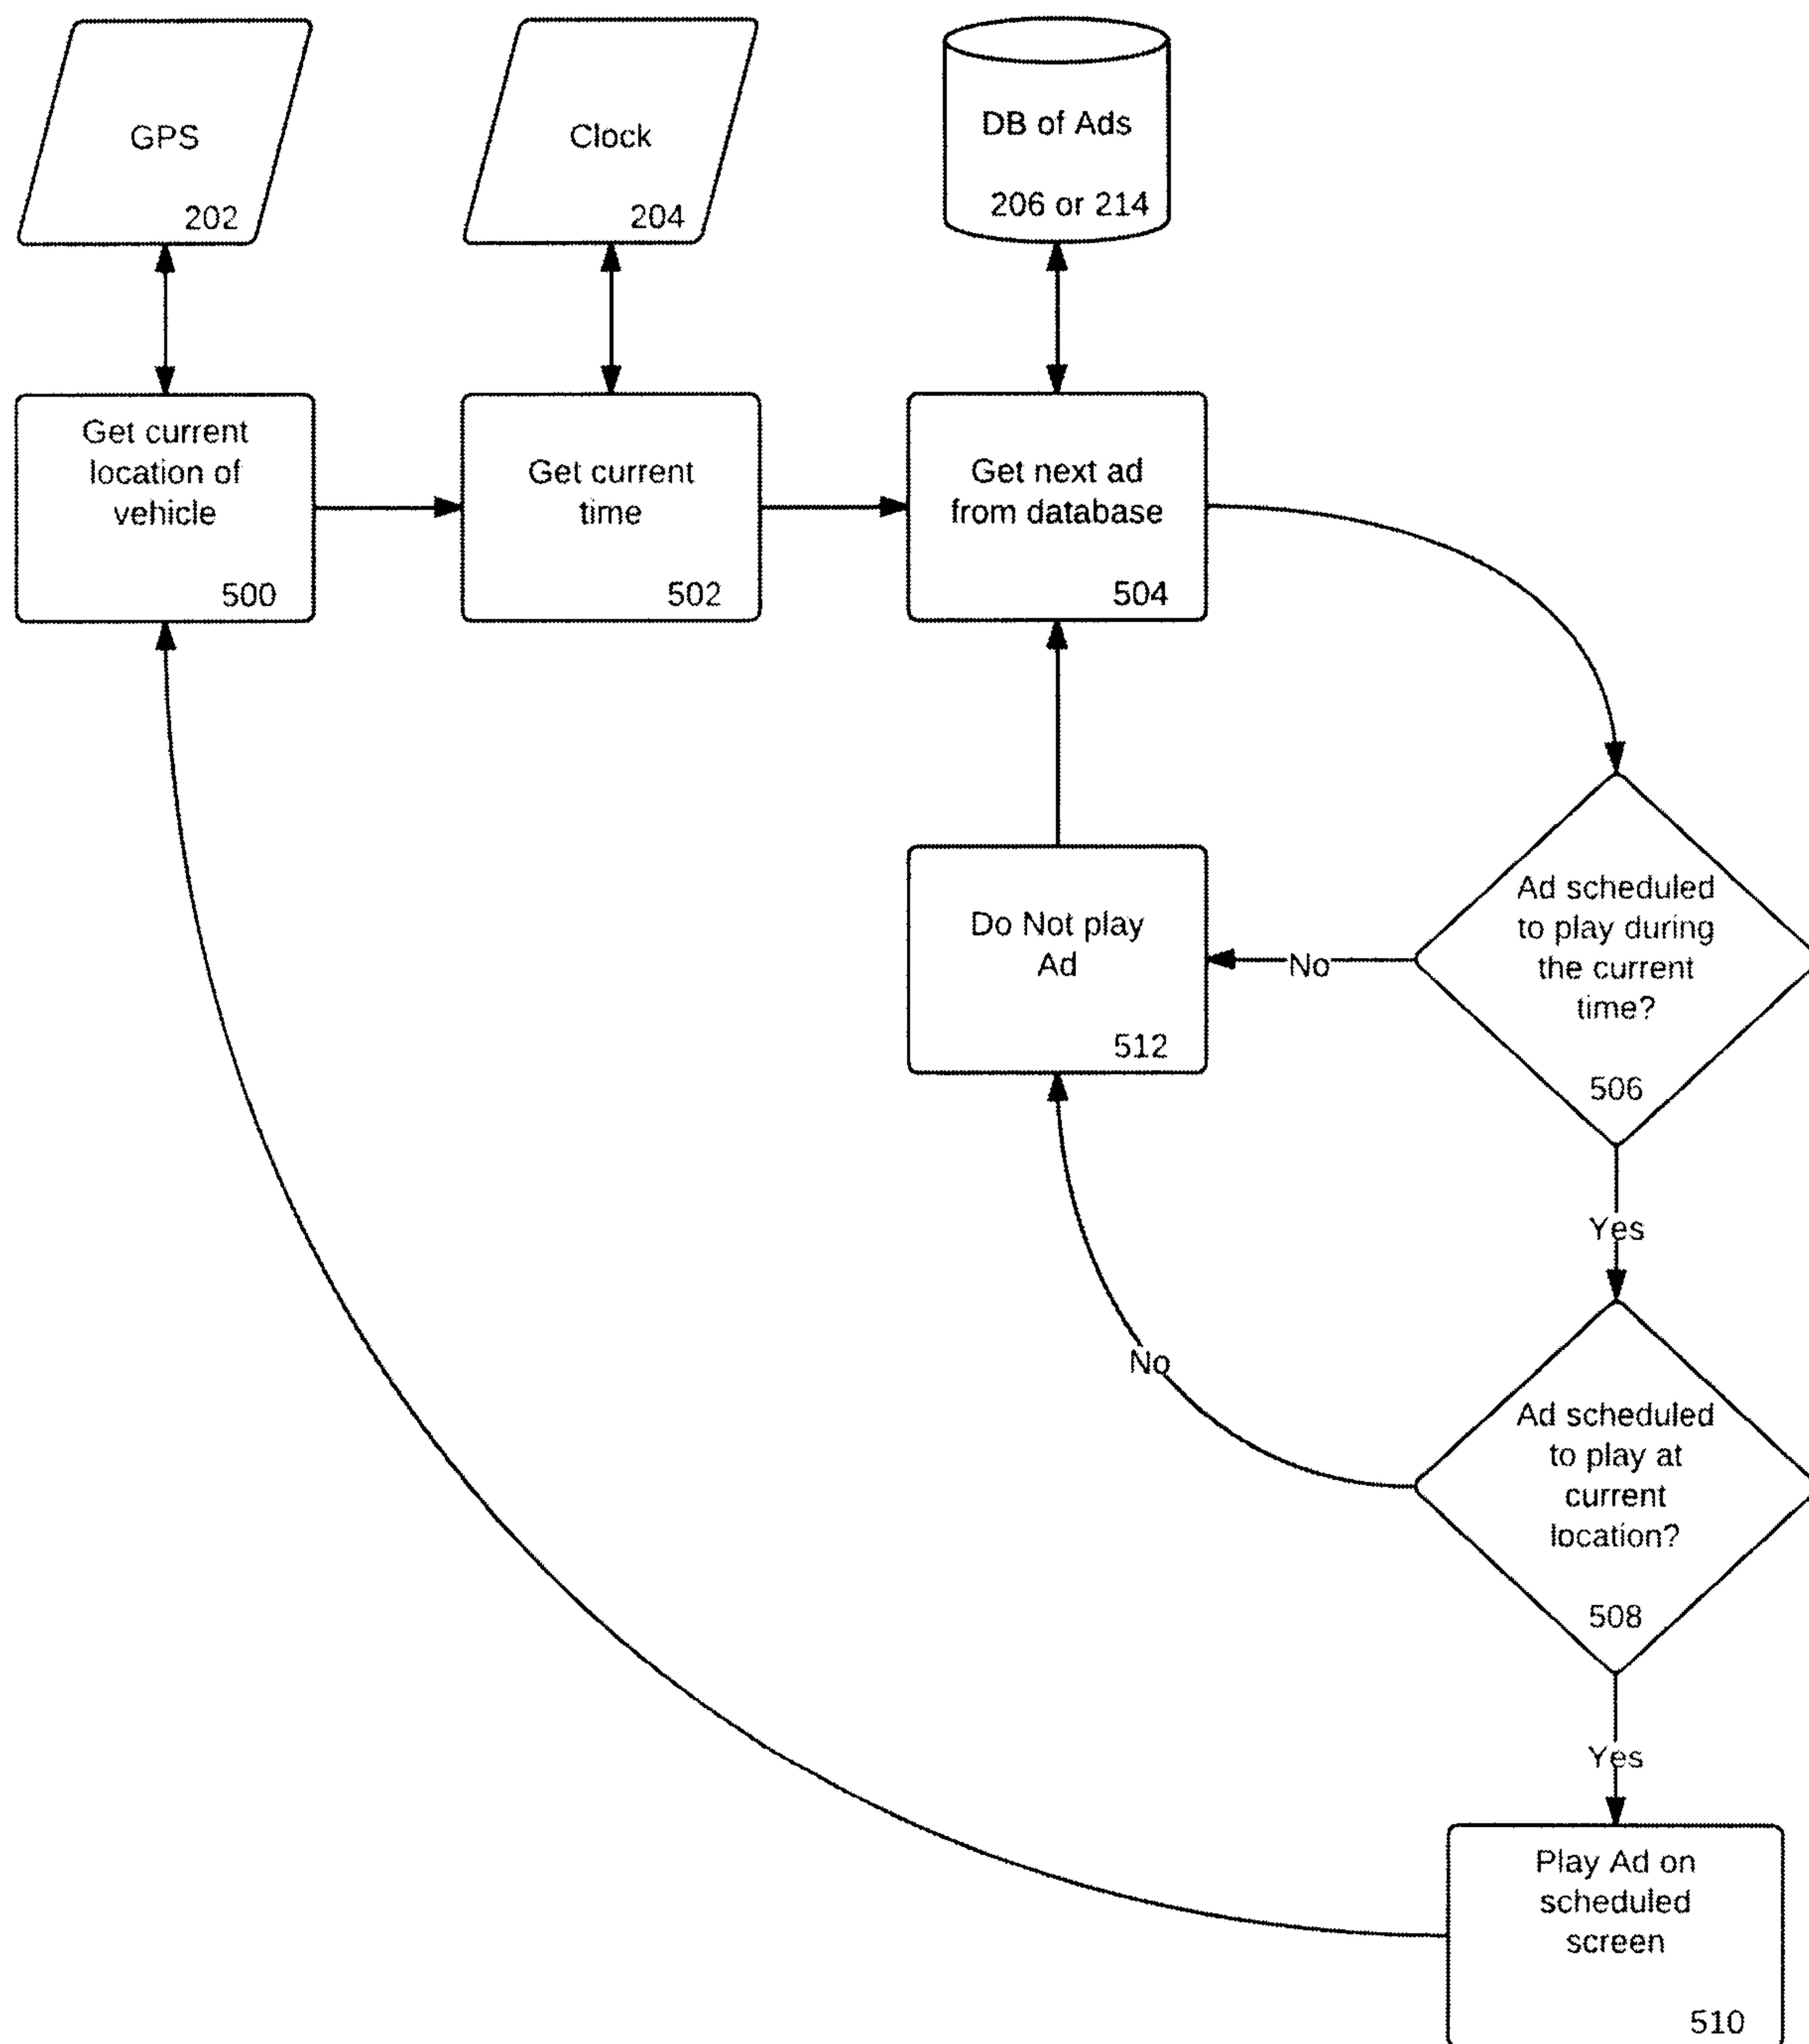 GPS
202
Clock
204
DB of Ads
206 or 214
Get current
location of
vehicle
500
Get current
time
502
Get next ad
from database
504
Do Not play
Ad
512
No
Ad scheduled
to play during
the current
time?
506
Yes
No
Ad scheduled
to play at
current
location?
508
Yes
Play Ad on
scheduled
screen
510